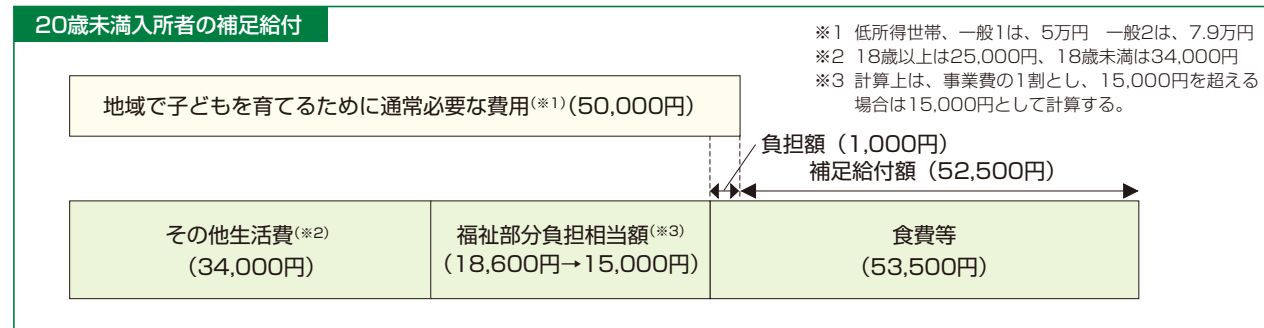 20歳未満入所者の補足給付
※1 低所得世帯、一般1は、5万円　一般2は、7.9万円
※2 18歳以上は25,000円、18歳未満は34,000円
※3 計算上は、事業費の1割とし、15,000円を超える
場合は15,000円として計算する。
地域で子どもを育てるために通常必要な費用(※1)(50,000円)
負担額（1,000円）
補足給付額（52,500円）
その他生活費(※2)
（34,000円）
福祉部分負担相当額(※3)
（18,600円→15,000円）
食費等
（53,500円）